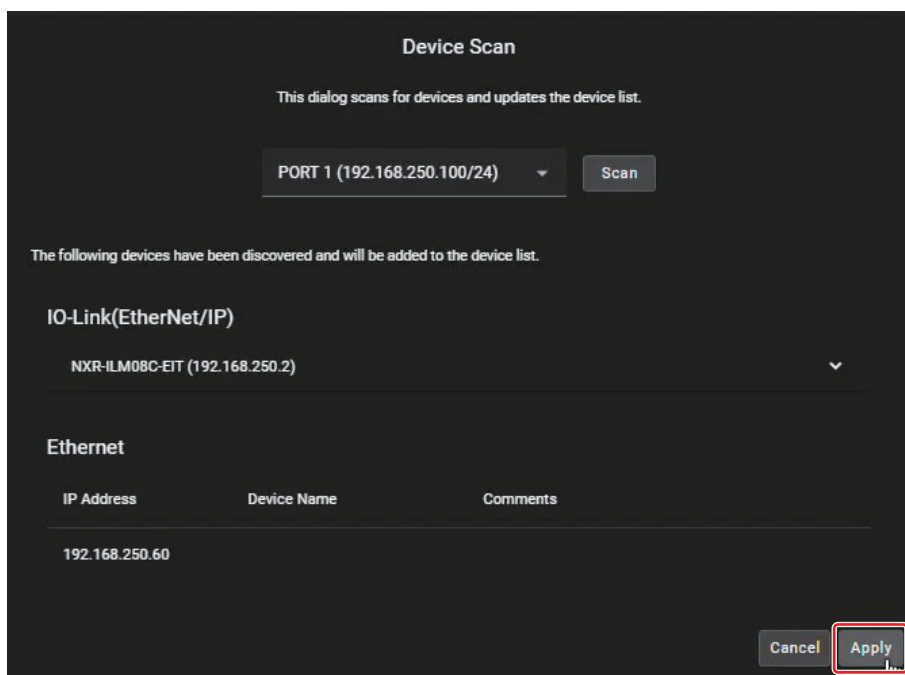 Device Scan
This dialog scans for devices and updates the device list.
PORT 1 (192.168.250.100/24) Scan
The following devices have been discovered and will be added to the device list.
IO-Link(EtherNet/IP)
NXR-ILM08C-EIT (192.168.250.2)
Ethernet
IP Address Device Name Comments
192.168.250.60
Cancel Apply